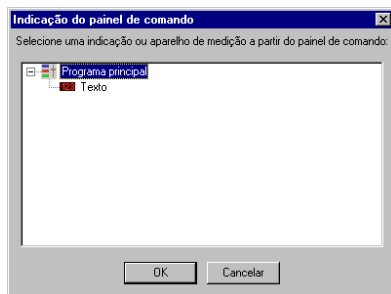 Indicação do painel de comando
Selecione uma indicação ou aparelho de medição a partir do painel de comando:
Programa principal
123 Texto
OK Cancelar